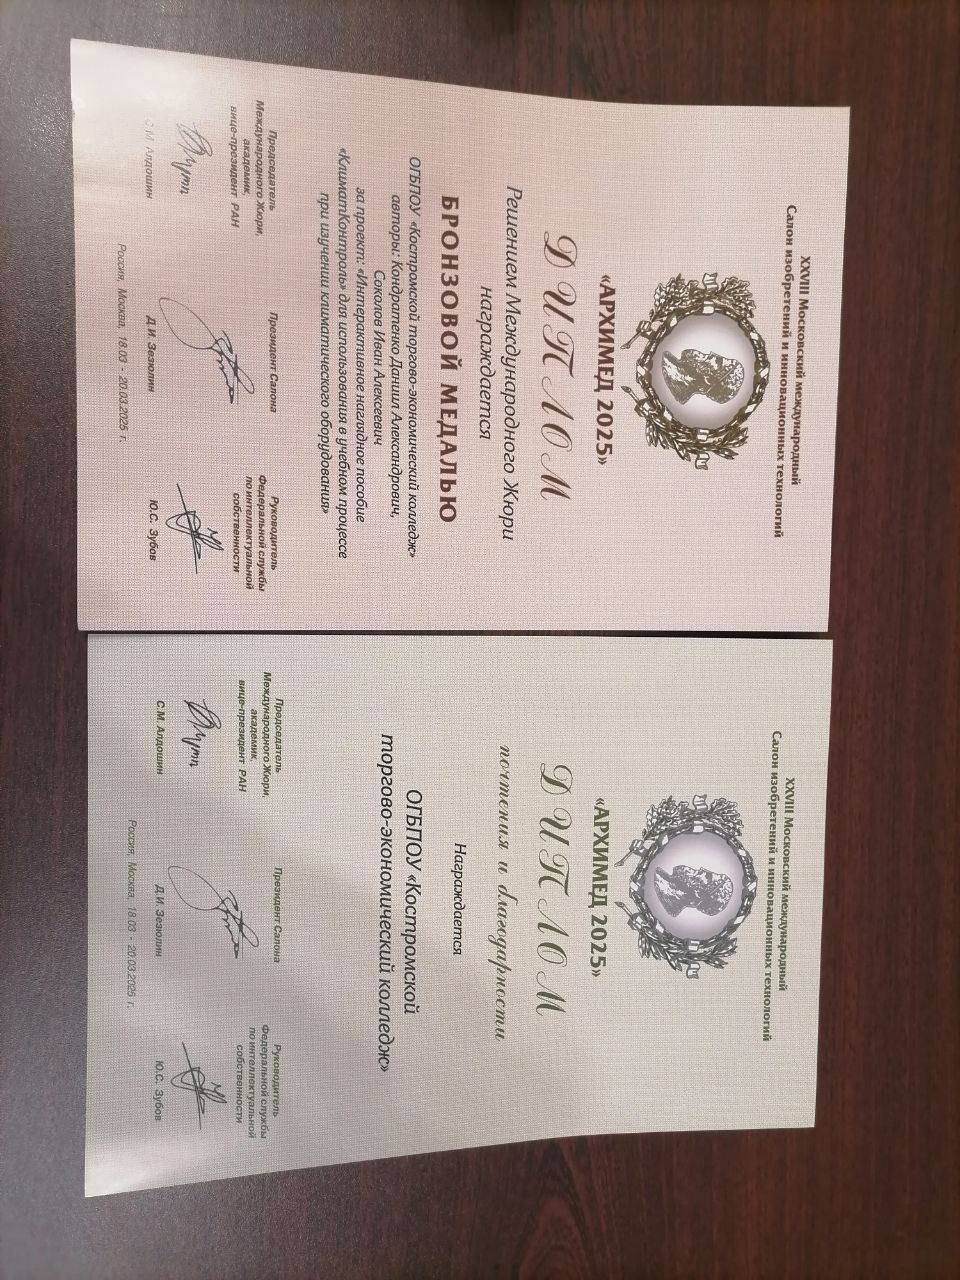 XXVIII Московский международный
Салон изобретений и инновационных технологий
«АРХИМЕД 2025»
ДИПЛОМ
Решением Международного Жюри
награждается
БРОНЗОВОЙ МЕДАЛЬЮ
ОГБПОУ «Костромской торгово-экономический колледж»
авторы: Кондратенко Даниил Александрович,
Соколов Иван Алексеевич
за проект: «Интерактивное наглядное пособие
«КлиматКонтроль» для использования в учебном процессе
при изучении климатического оборудования»
Председатель
Международного Жюри,
академик,
вице-президент РАН
С.М. Алдошин
Президент Салона
Д.И. Зезюлин
Руководитель
Федеральной службы
по интеллектуальной
собственности
Ю.С. Зубов
Россия, Москва, 18.03 - 20.03.2025 г.
XXVIII Московский международный
Салон изобретений и инновационных технологий
«АРХИМЕД 2025»
ДИПЛОМ
почтения и благодарности
Награждается
ОГБПОУ «Костромской
торгово-экономический колледж»
Председатель
Международного Жюри,
академик,
вице-президент РАН
С.М. Алдошин
Президент Салона
Д.И. Зезюлин
Руководитель
Федеральной службы
по интеллектуальной
собственности
Ю.С. Зубов
Россия, Москва, 18.03 - 20.03.2025 г.